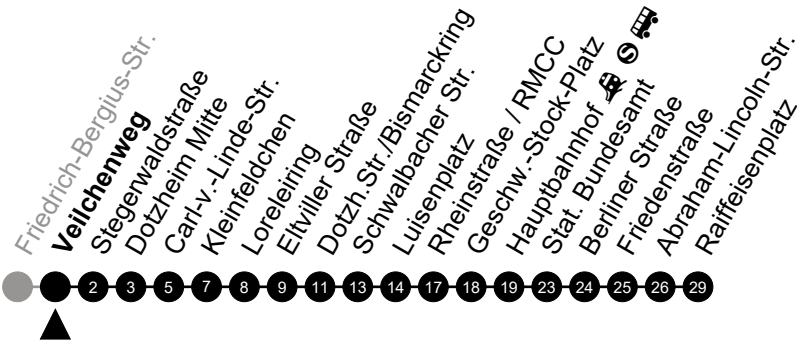 Friedrich-Bergius-Str.
Veilchenweg
Stegerwaldstraße
Dotzheim Mitte
Carl-v.-Linde-Str.
Kleinfeldchen
Loreleiring
Eltviller Straße
Dotzh.Str./Bismarckring
Schwalbacher Str.
Luisenplatz
Rheinstraße / RMCC
Geschw.-Stock-Platz
Hauptbahnhof S
Stat. Bundesamt
Berliner Straße
Friedenstraße
Abraham-Lincoln-Str.
Raiffeisenplatz
2 3 5 7 8 9 11 13 14 17 18 19 23 24 25 26 29